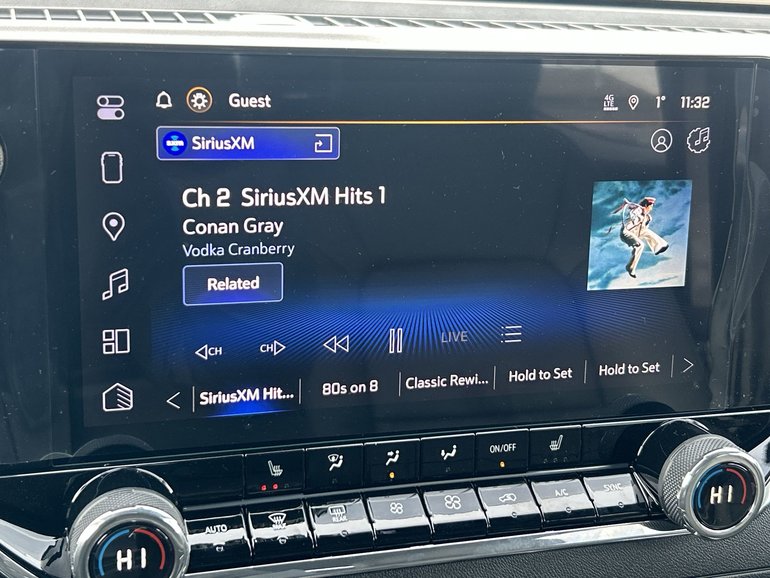 Guest
4G
LTE
1° 11:32
SiriusXM
Ch 2 SiriusXM Hits 1
Conan Gray
Vodka Cranberry
Related
CH CH LIVE
SiriusXM Hit... 80s on 8 Classic Rewi... Hold to Set Hold to Set
ON/OFF
AUTO REAR A/C SYNC
HI HI